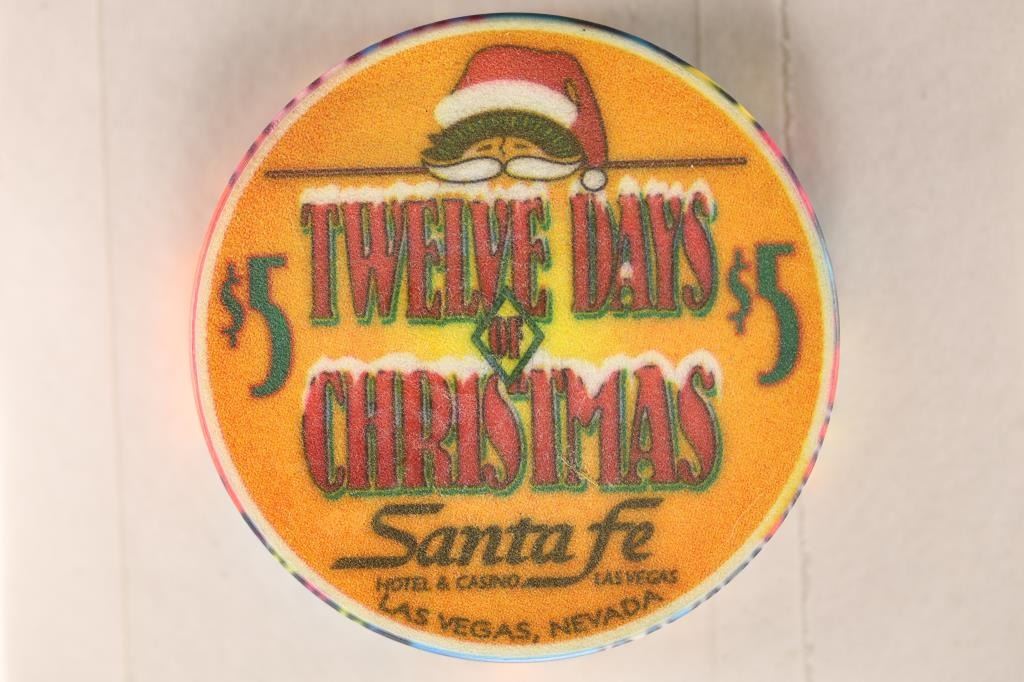 TWELVE DAYS
$5 $5
OF
CHRISTMAS
Santa fe
HOTEL & CASINO LAS VEGAS
LAS VEGAS, NEVADA